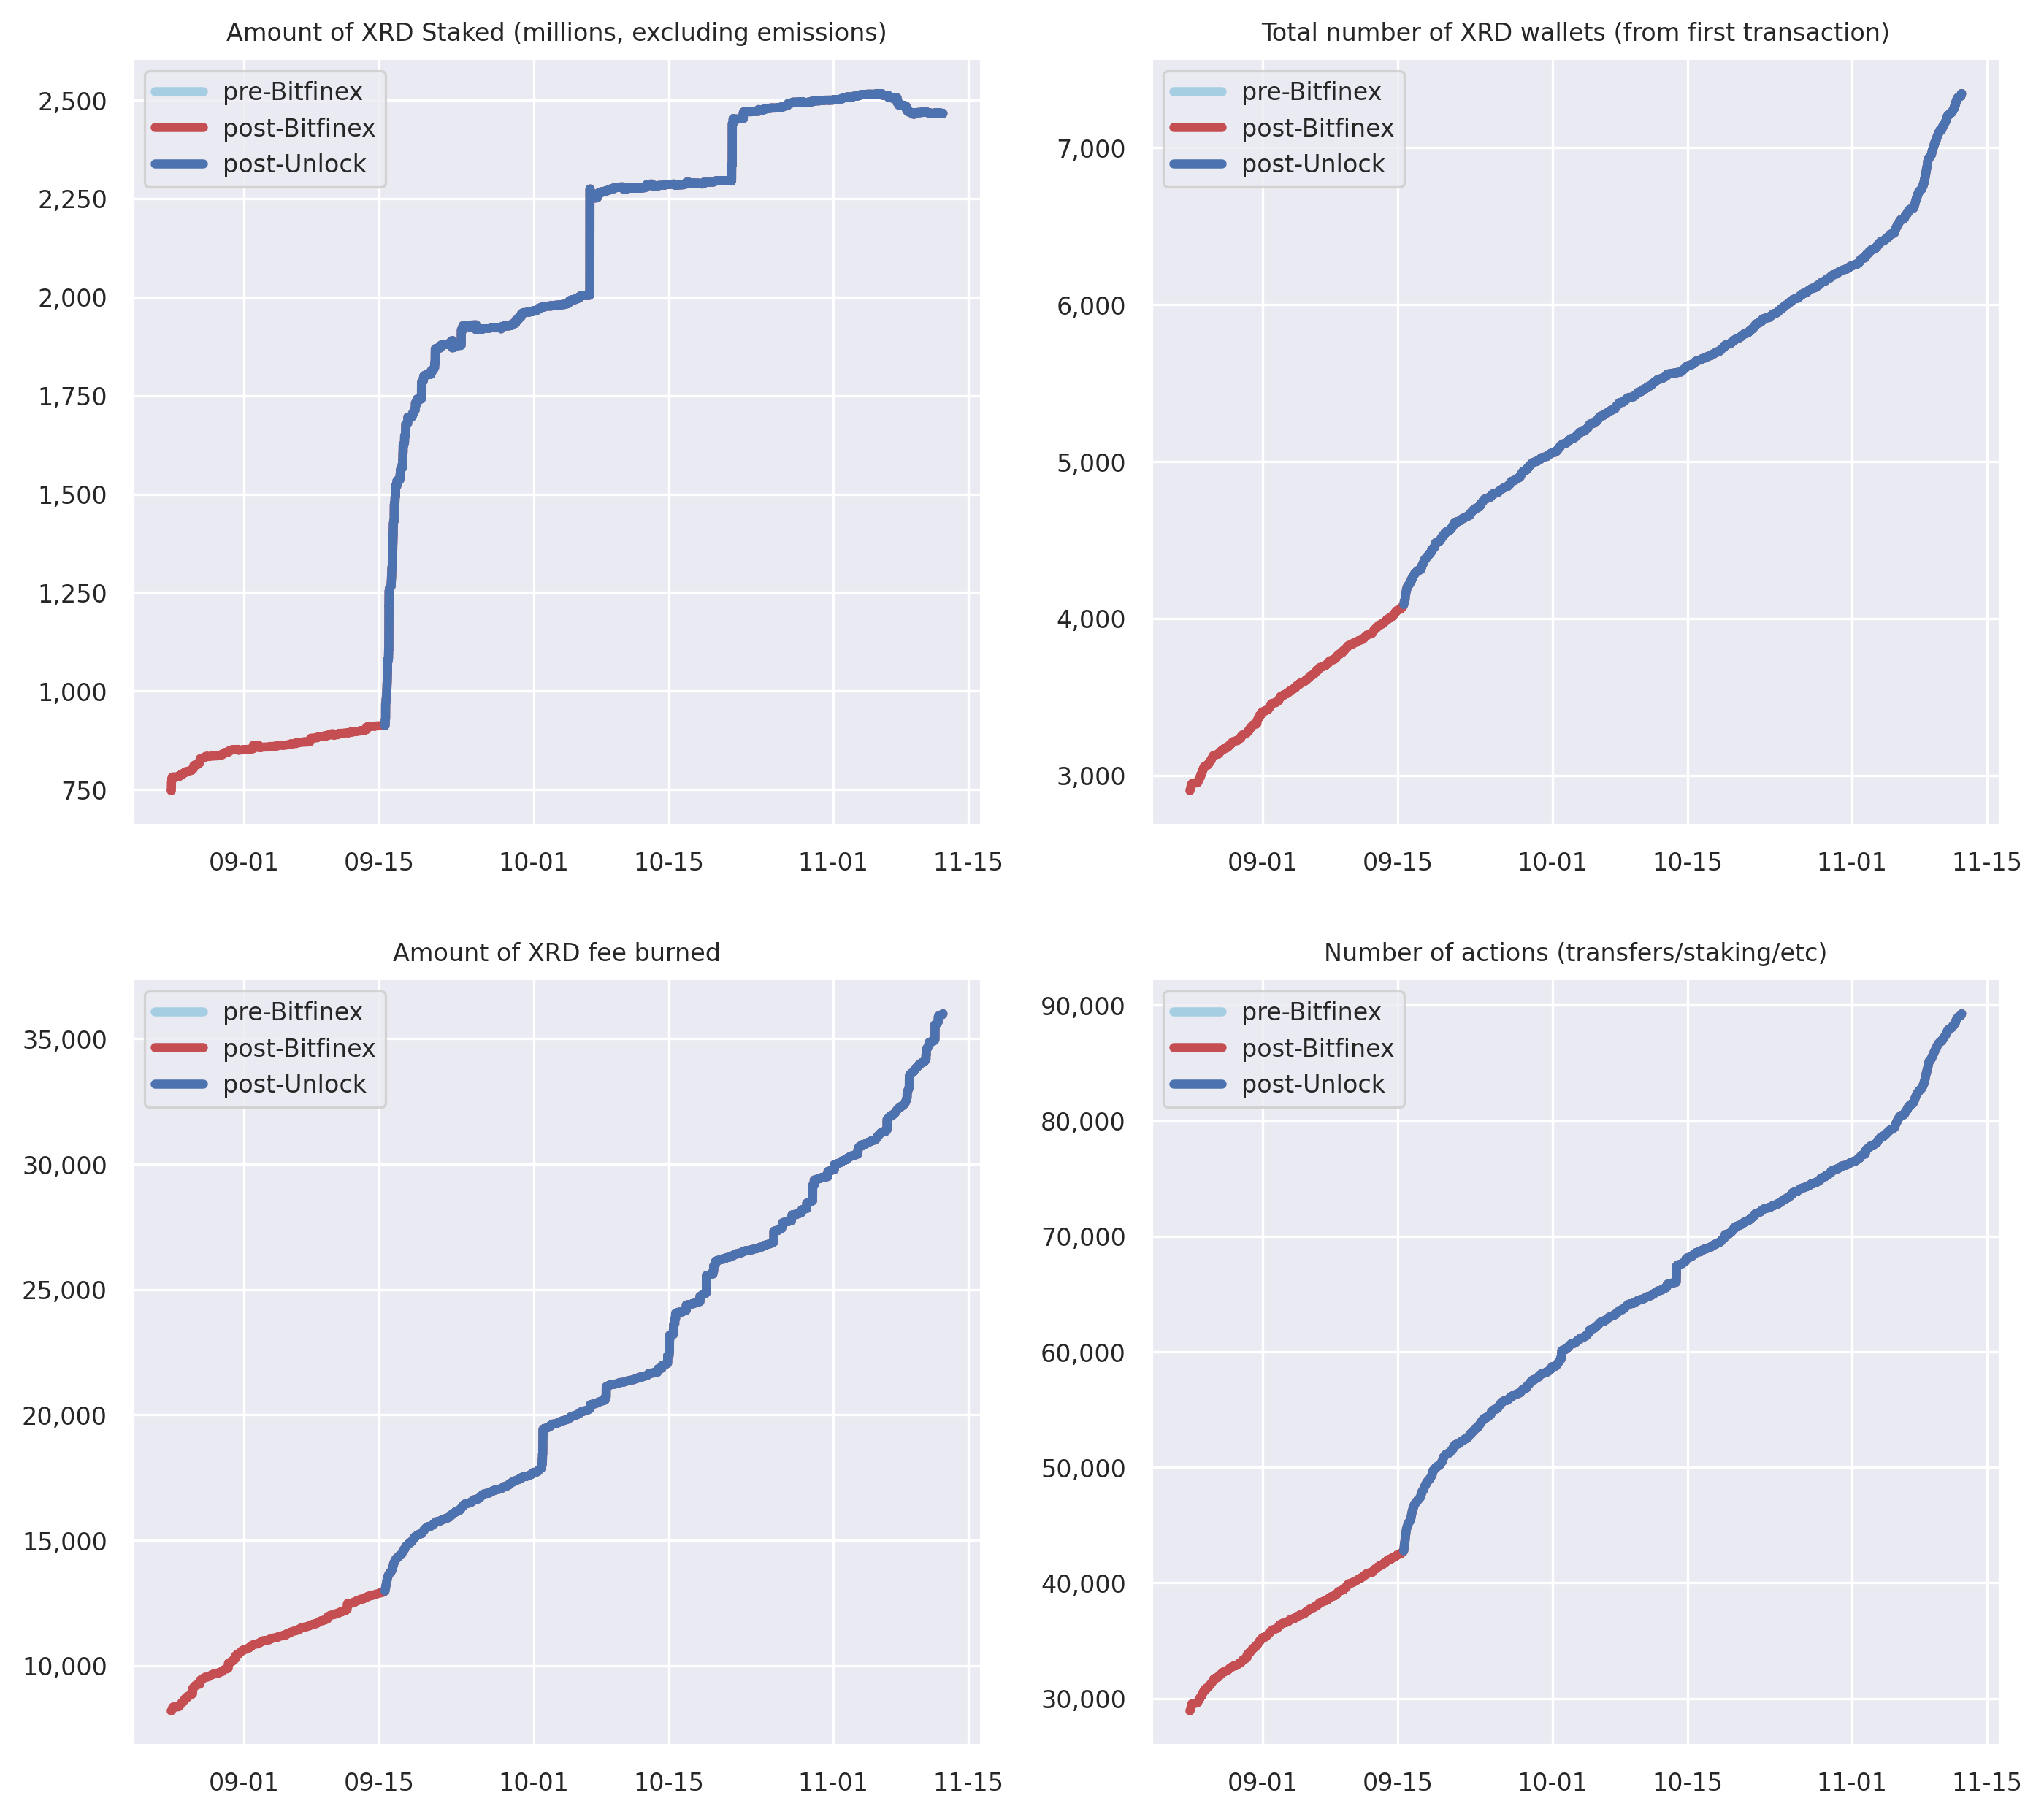 Amount of XRD Staked (millions, excluding emissions)
pre-Bitfinex
post-Bitfinex
post-Unlock
2,500
2,250
2,000
1,750
1,500
1,250
1,000
750
09-01 09-15 10-01 10-15 11-01 11-15
Total number of XRD wallets (from first transaction)
pre-Bitfinex
post-Bitfinex
post-Unlock
7,000
6,000
5,000
4,000
3,000
09-01 09-15 10-01 10-15 11-01 11-15
Amount of XRD fee burned
pre-Bitfinex
post-Bitfinex
post-Unlock
35,000
30,000
25,000
20,000
15,000
10,000
09-01 09-15 10-01 10-15 11-01 11-15
Number of actions (transfers/staking/etc)
pre-Bitfinex
post-Bitfinex
post-Unlock
90,000
80,000
70,000
60,000
50,000
40,000
30,000
09-01 09-15 10-01 10-15 11-01 11-15